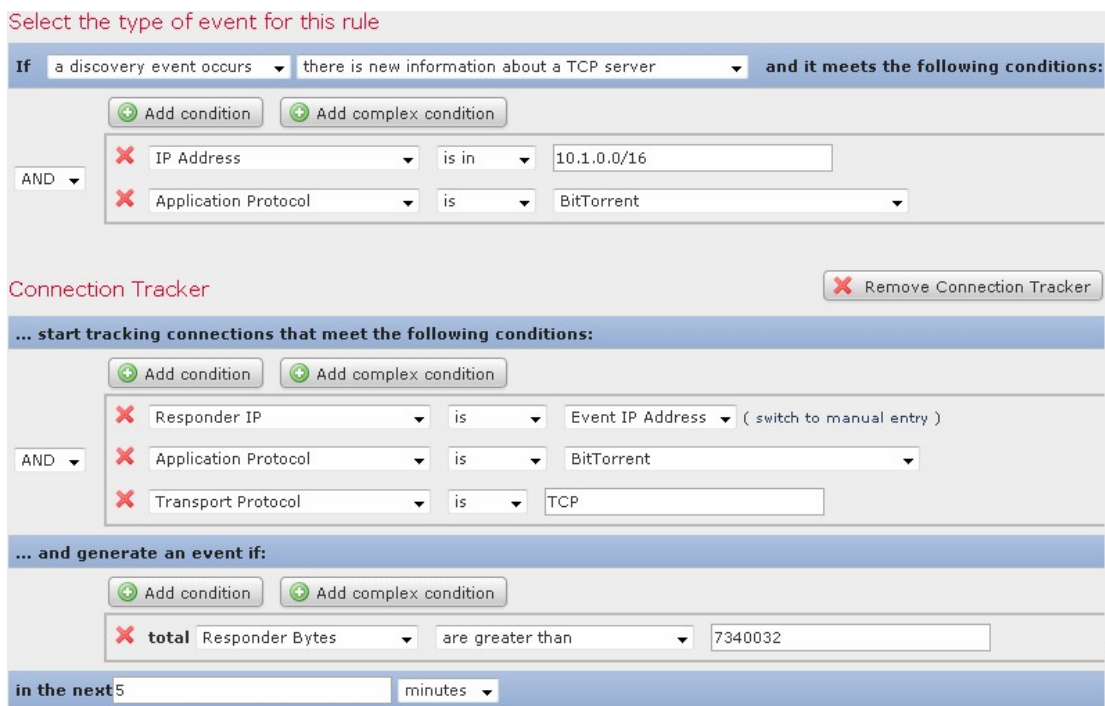 Select the type of event for this rule
If a discovery event occurs there is new information about a TCP server and it meets the following conditions:
Add condition Add complex condition
AND
IP Address is in 10.1.0.0/16
Application Protocol is BitTorrent
Connection Tracker Remove Connection Tracker
... start tracking connections that meet the following conditions:
Add condition Add complex condition
AND
Responder IP is Event IP Address ( switch to manual entry )
Application Protocol is BitTorrent
Transport Protocol is TCP
... and generate an event if:
Add condition Add complex condition
total Responder Bytes are greater than 7340032
in the next 5 minutes